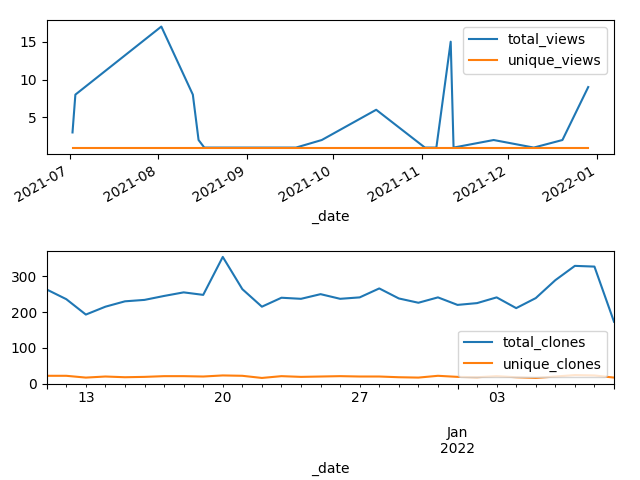 15
10
5
total_views
unique_views
2021-07
2021-08
2021-09
2021-10
2021-11
2021-12
2022-01
_date
300
200
100
0
total_clones
unique_clones
13
20
27
03
Jan
2022
_date